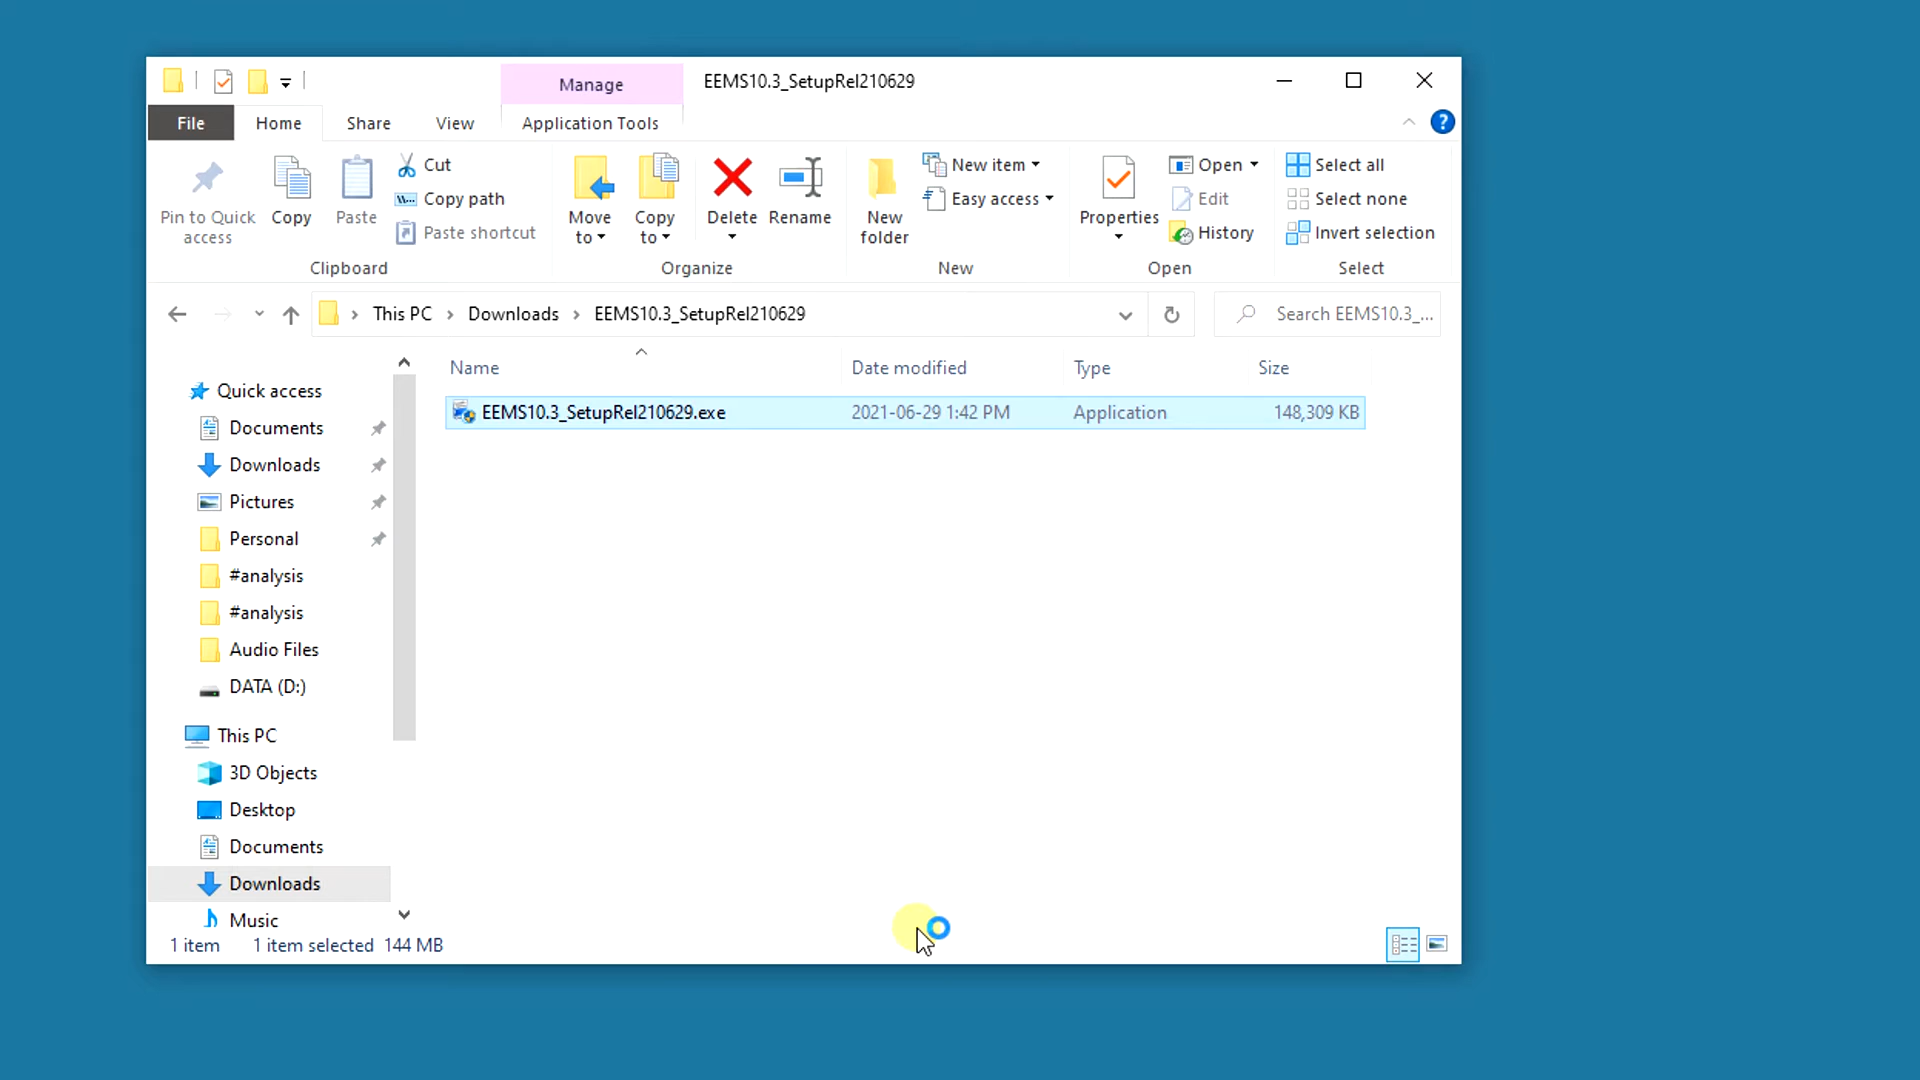 Manage
EEMS10.3_SetupRel210629
File
Home
Share
View
Application Tools
Pin to Quick
access
Copy
Paste
Cut
Copy path
Paste shortcut
Clipboard
Move
to
Copy
to
Delete
Rename
Organize
New
folder
New item
Easy access
New
Properties
Open
Edit
History
Open
Select all
Select none
Invert selection
Select
This PC
Downloads
EEMS10.3_SetupRel210629
Search EEMS10.3_...
Name
Date modified
Type
Size
EEMS10.3_SetupRel210629.exe
2021-06-29 1:42 PM
Application
148,309 KB
Quick access
Documents
Downloads
Pictures
Personal
#analysis
#analysis
Audio Files
DATA (D:)
This PC
3D Objects
Desktop
Documents
Downloads
Music
1 item
1 item selected
144 MB